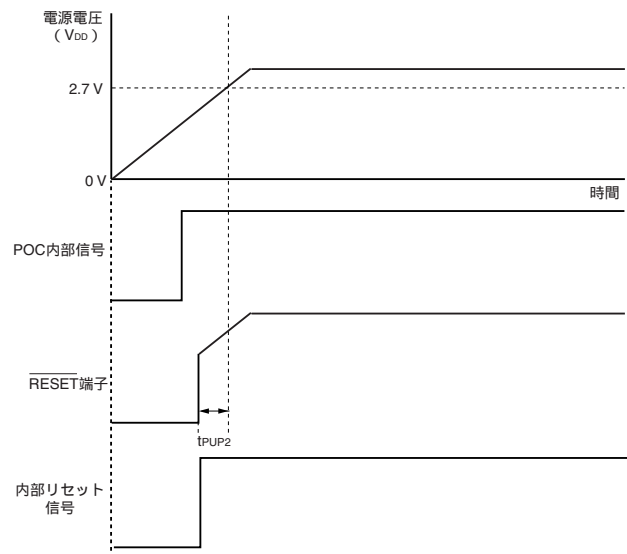 電源電圧
（VDD）
2.7 V
0 V
時間
POC内部信号
RESET端子
tPUP2
内部リセット
信号